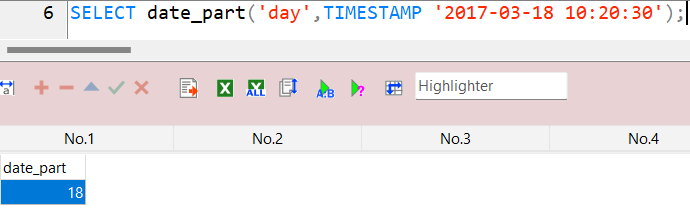 6 SELECT date_part('day',TIMESTAMP '2017-03-18 10:20:30');
a X X ALL A.B ? Highlighter
No.1 No.2 No.3 No.4
date_part
18